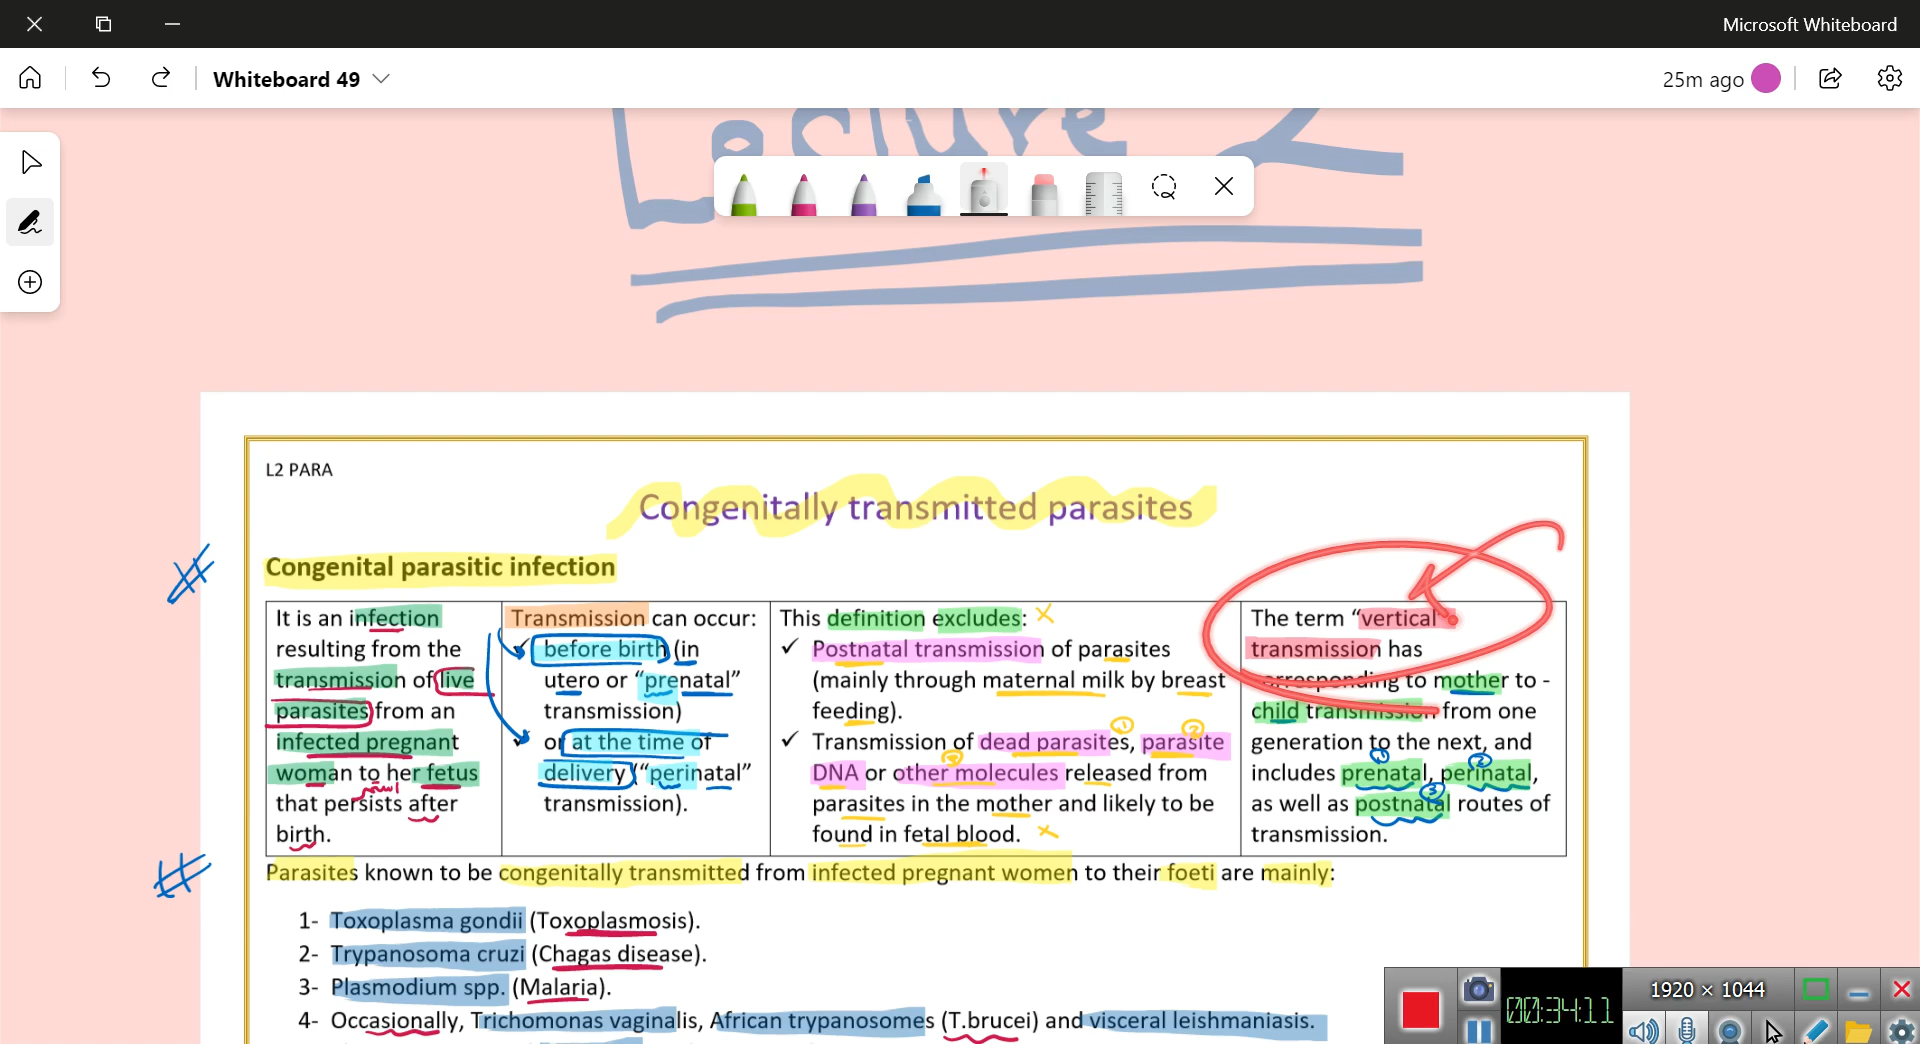 Microsoft Whiteboard
Whiteboard 49
25m ago
Lecture 2
L2 PARA
Congenitally transmitted parasites
Congenital parasitic infection
It is an infection
resulting from the
transmission of live
parasites from an
infected pregnant
woman to her fetus
that persists after
birth.
Transmission can occur:
✓ before birth (in
utero or “prenatal”
transmission)
✓ or at the time of
delivery (“perinatal”
transmission).
This definition excludes:
✓ Postnatal transmission of parasites
(mainly through maternal milk by breast
feeding).
✓ Transmission of dead parasites, parasite
DNA or other molecules released from
parasites in the mother and likely to be
found in fetal blood.
The term “vertical”
transmission has
corresponding to mother to -
child transmission from one
generation to the next, and
includes prenatal, perinatal,
as well as postnatal routes of
transmission.
Parasites known to be congenitally transmitted from infected pregnant women to their foeti are mainly:
1- Toxoplasma gondii (Toxoplasmosis).
2- Trypanosoma cruzi (Chagas disease).
3- Plasmodium spp. (Malaria).
4- Occasionally, Trichomonas vaginalis, African trypanosomes (T.brucei) and visceral leishmaniasis.
1920 × 1044
00:34:11